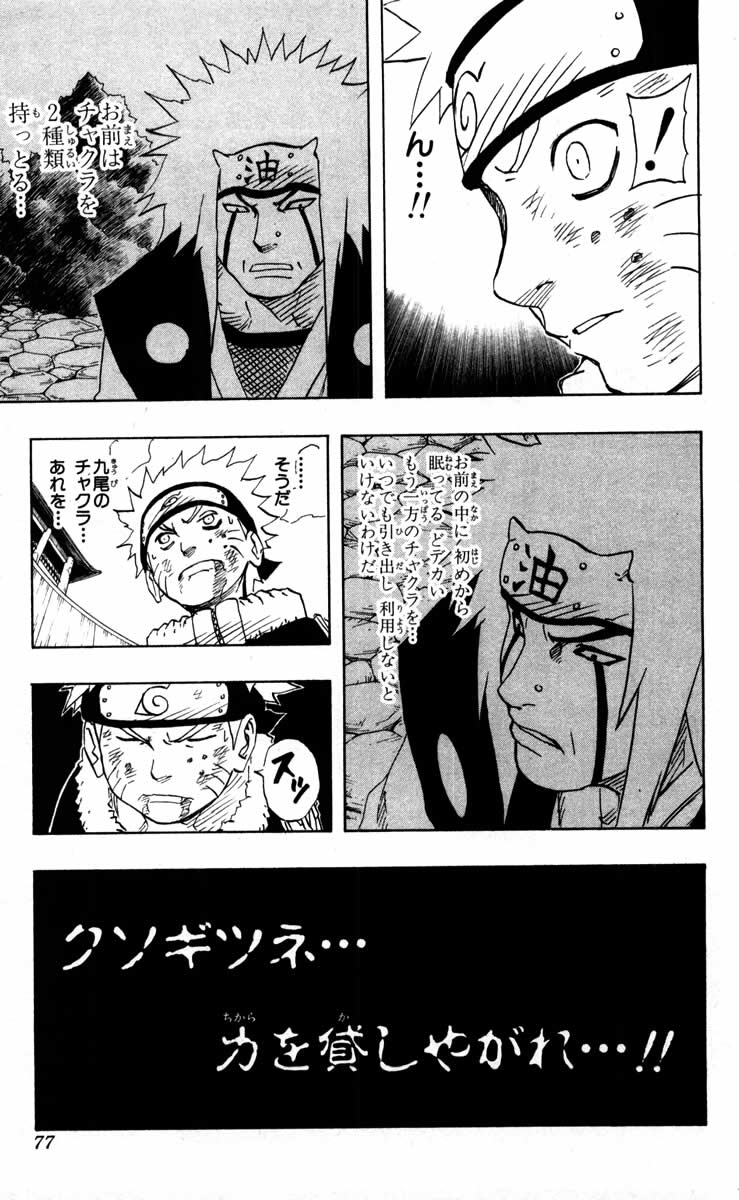 ！
ん…!!
お前は
チャクラを
2種類
持っとる…
油
お前の中に初めから
眠ってる どデカい
もう一方のチャクラを…
いつでも引き出し 利用しないと
いけないわけだ
油
……
そうだ
九尾の
チャクラ…
あれを…
スッ
クソギツネ…
力を貸しやがれ…!!
77